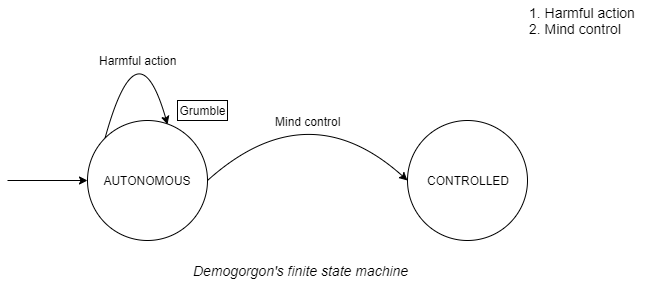 1. Harmful action
2. Mind control
Harmful action
Grumble
Mind control
AUTONOMOUS
CONTROLLED
Demogorgon's finite state machine